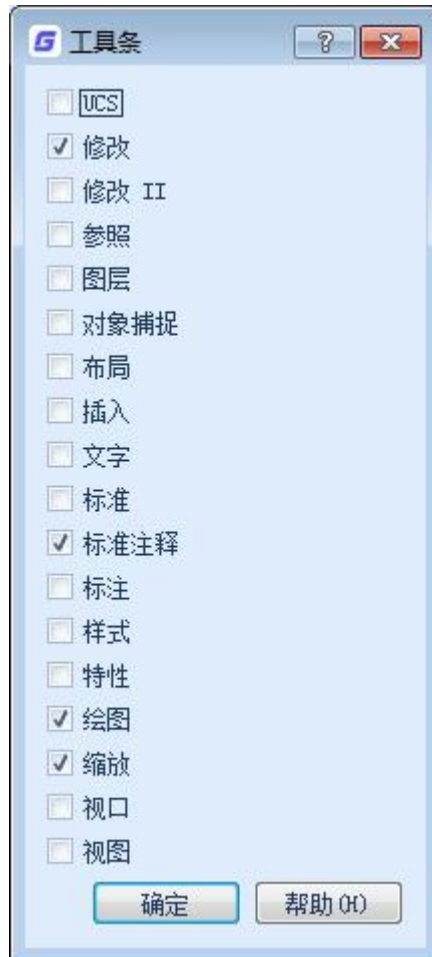 工具条
UCS
修改
修改 II
参照
图层
对象捕捉
布局
插入
文字
标准
标准注释
标注
样式
特性
绘图
缩放
视口
视图
确定 帮助(H)